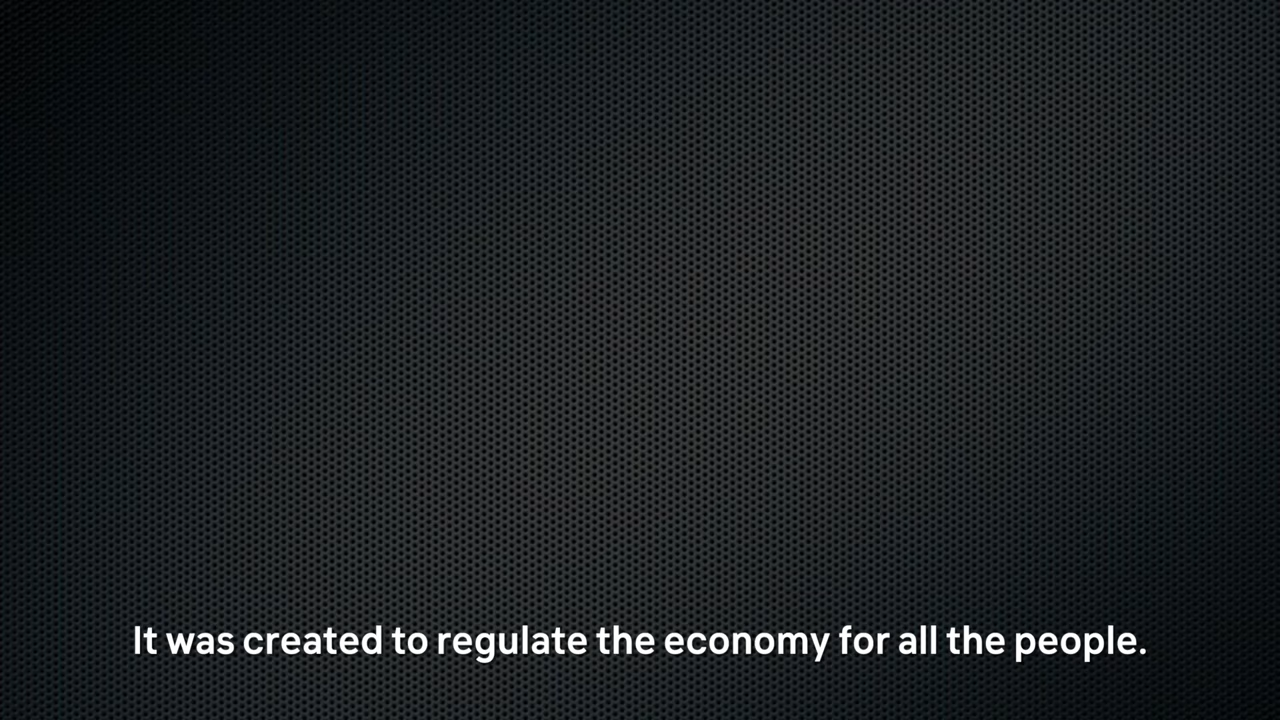 It was created to regulate the economy for all the people.